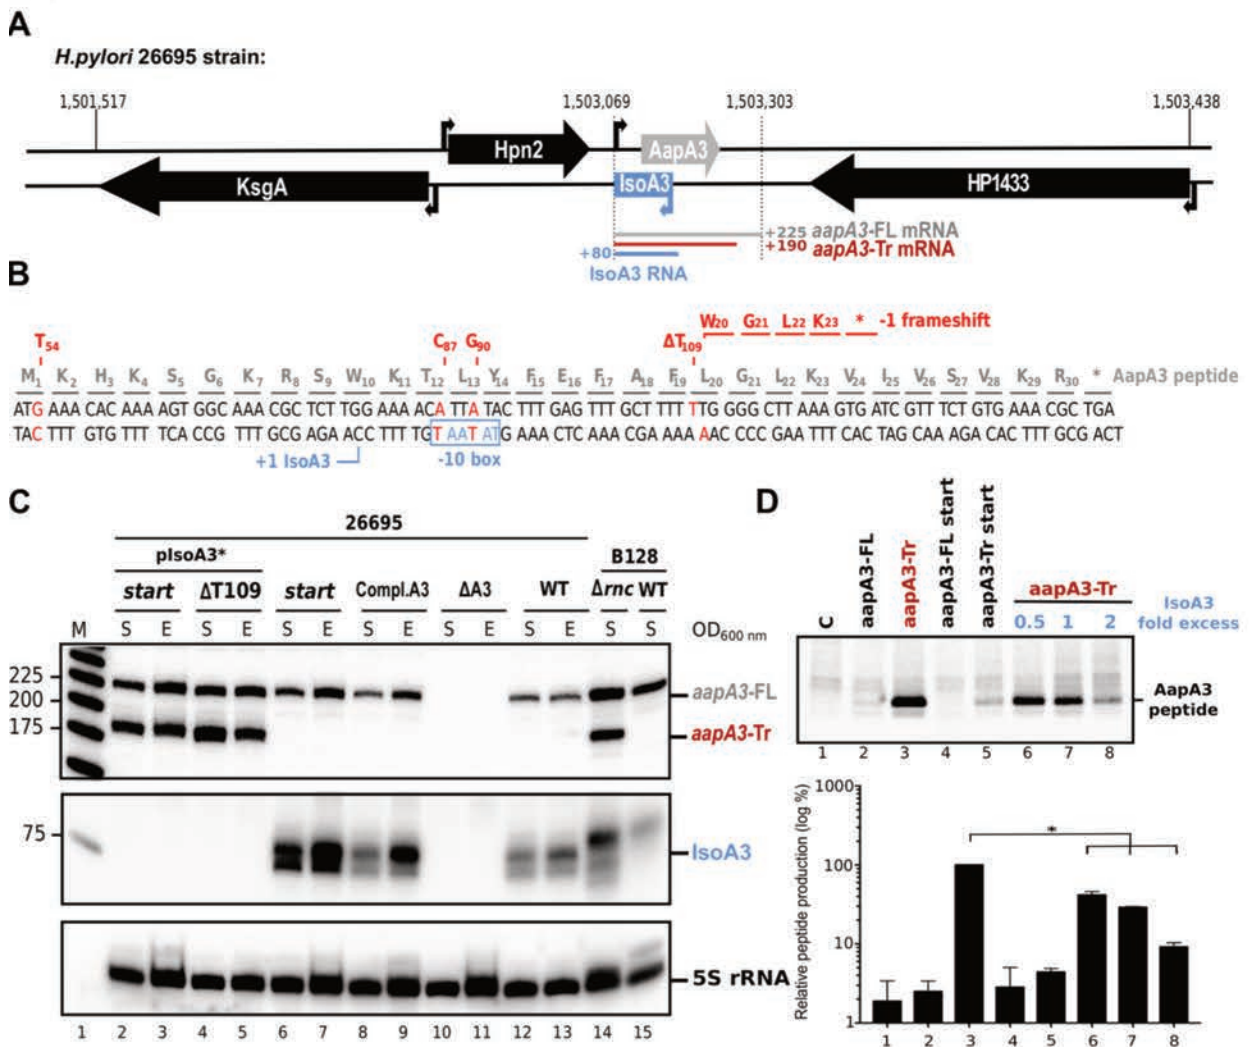 A
H.pylori 26695 strain:
1,501,517 1,503,069 1,503,303 1,503,438
Hpn2 AapA3
KsgA IsoA3 HP1433
+225 aapA3-FL mRNA
+190 aapA3-Tr mRNA
+80
IsoA3 RNA
B
W20 G21 L22 K23 * -1 frameshift
T54 C87 G90 ΔT109
M1 K2 H3 K4 S5 G6 K7 R8 S9 W10 K11 T12 L13 Y14 F15 E16 F17 A18 F19 L20 G21 L22 K23 V24 I25 V26 S27 V28 K29 R30 * AapA3 peptide
ATG AAA CAC AAA AGT GGC AAA CGC TCT TGG AAA ACA TTA TAC TTT GAG TTT GCT TTT TTG GGG CTT AAA GTG ATC GTT TCT GTG AAA CGC TGA
TAC TTT GTG TTT TCA CCG TTT GCG AGA ACC TTT TGT AAT ATG AAA CTC AAA CGA AAA AAC CCC GAA TTT CAC TAG CAA AGA CAC TTT GCG ACT
+1 IsoA3 -10 box
C
26695
pIsoA3* B128
start ΔT109 start Compl.A3 ΔA3 WT Δrnc WT
M S E S E S E S E S E S E S S OD600 nm
225
200 aapA3-FL
175 aapA3-Tr
75
IsoA3
5S rRNA
1 2 3 4 5 6 7 8 9 10 11 12 13 14 15
D
C aapA3-FL aapA3-Tr aapA3-FL start aapA3-Tr start
aapA3-Tr
0.5 1 2 IsoA3 fold excess
AapA3
peptide
1 2 3 4 5 6 7 8
Relative peptide production (log %)
1000
*
100
10
1
1 2 3 4 5 6 7 8